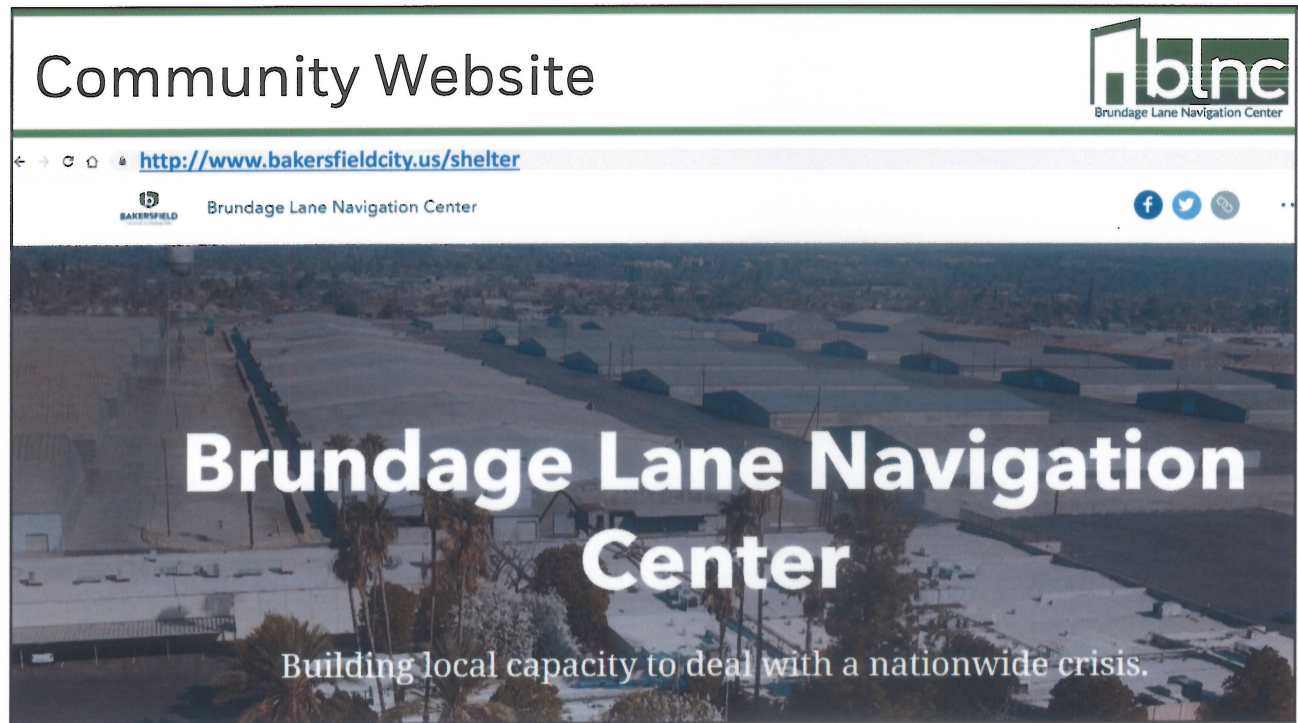 Community Website
blnc
Brundage Lane Navigation Center
http://www.bakersfieldcity.us/shelter
BAKERSFIELD
Brundage Lane Navigation Center
Brundage Lane Navigation
Center
Building local capacity to deal with a nationwide crisis.